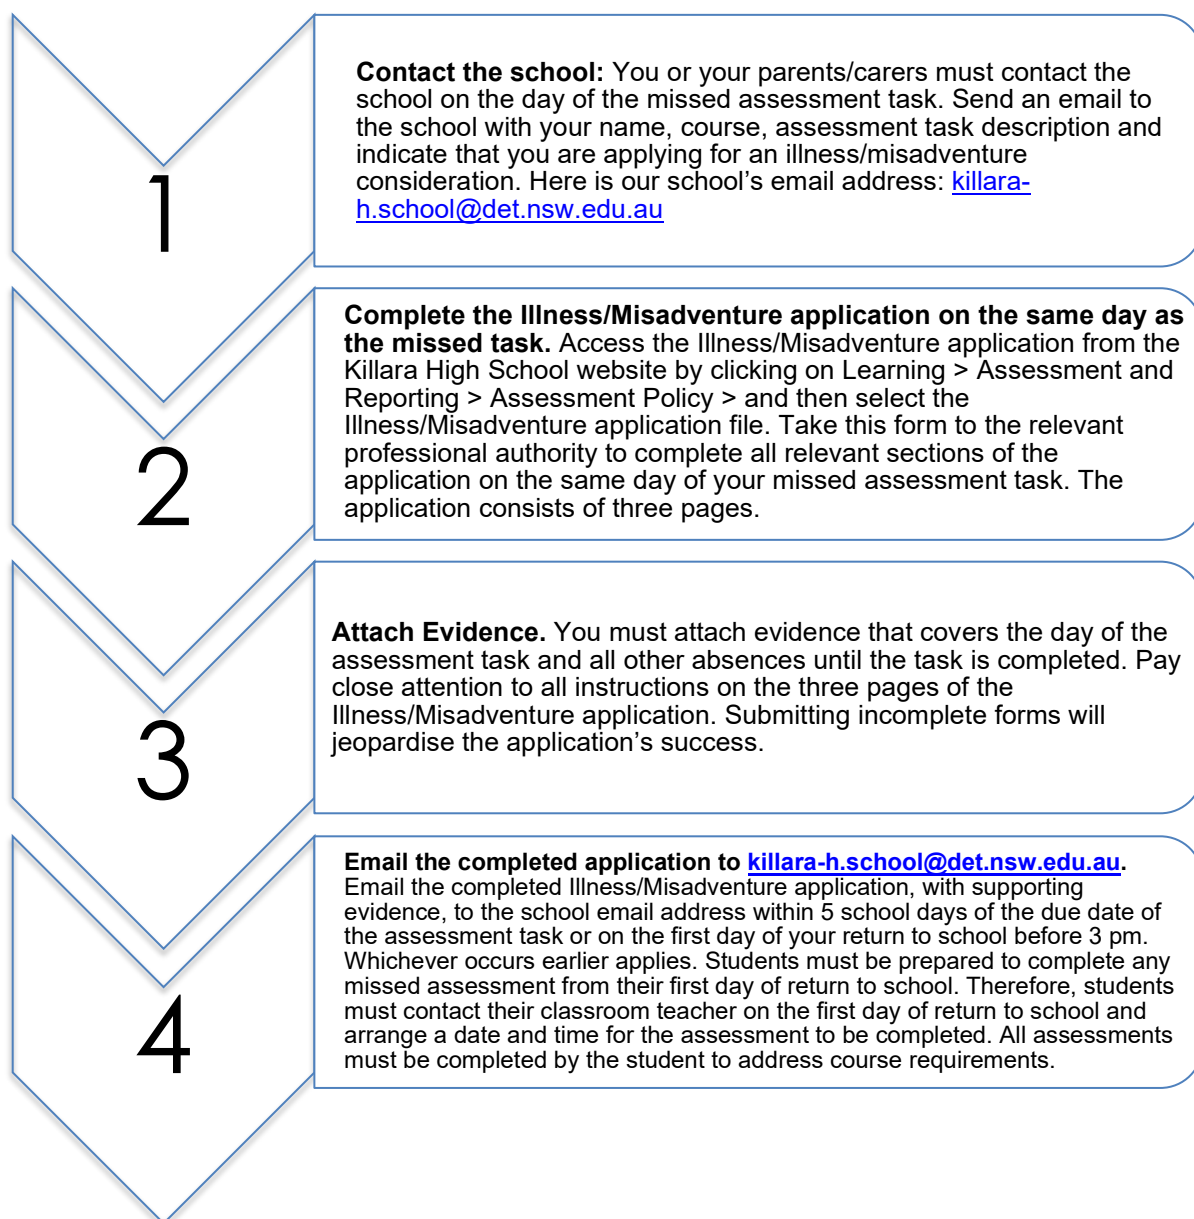 1
Contact the school: You or your parents/carers must contact the
school on the day of the missed assessment task. Send an email to
the school with your name, course, assessment task description and
indicate that you are applying for an illness/misadventure
consideration. Here is our school’s email address: killara-
h.school@det.nsw.edu.au
2
Complete the Illness/Misadventure application on the same day as
the missed task. Access the Illness/Misadventure application from the
Killara High School website by clicking on Learning > Assessment and
Reporting > Assessment Policy > and then select the
Illness/Misadventure application file. Take this form to the relevant
professional authority to complete all relevant sections of the
application on the same day of your missed assessment task. The
application consists of three pages.
3
Attach Evidence. You must attach evidence that covers the day of the
assessment task and all other absences until the task is completed. Pay
close attention to all instructions on the three pages of the
Illness/Misadventure application. Submitting incomplete forms will
jeopardise the application’s success.
4
Email the completed application to killara-h.school@det.nsw.edu.au.
Email the completed Illness/Misadventure application, with supporting
evidence, to the school email address within 5 school days of the due date of
the assessment task or on the first day of your return to school before 3 pm.
Whichever occurs earlier applies. Students must be prepared to complete any
missed assessment from their first day of return to school. Therefore, students
must contact their classroom teacher on the first day of return to school and
arrange a date and time for the assessment to be completed. All assessments
must be completed by the student to address course requirements.